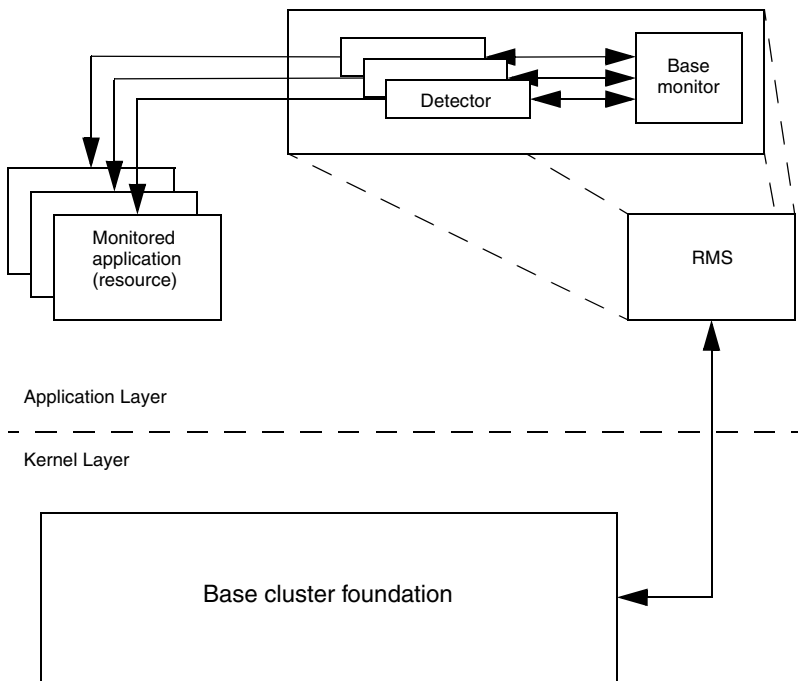 Base
monitor
Detector
Monitored
application
(resource)
RMS
Application Layer
Kernel Layer
Base cluster foundation